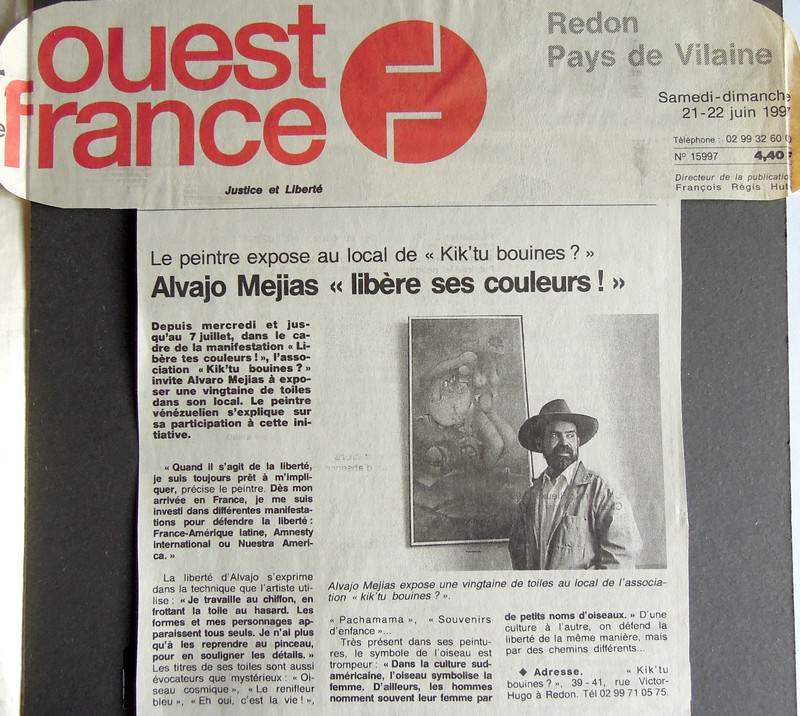 ouest
france
Justice et Liberté
Redon
Pays de Vilaine
Samedi-dimanche
21-22 juin 1997
Téléphone : 02 99 32 60
N° 15997 4,40
Directeur de la publicatio
François Régis Hut
Le peintre expose au local de « Kik'tu bouines ? »
Alvajo Mejias « libère ses couleurs ! »
Depuis mercredi et jus-
qu'au 7 juillet, dans le ca-
dre de la manifestation « Li-
bère tes couleurs ! », l'asso-
ciation « Kik'tu bouines ? »
invite Alvaro Mejias à expo-
ser une vingtaine de toiles
dans son local. Le peintre
vénézuelien s'explique sur
sa participation à cette ini-
tiative.
« Quand il s'agit de la liberté,
je suis toujours prêt à m'impli-
quer, précise le peintre. Dès mon
arrivée en France, je me suis
investi dans différentes manifesta-
tions pour défendre la liberté :
France-Amérique latine, Amnesty
international ou Nuestra Ameri-
ca. »
La liberté d'Alvajo s'exprime
dans la technique que l'artiste uti-
lise : « Je travaille au chiffon, en
frottant la toile au hasard. Les
formes et mes personnages ap-
paraissent tous seuls. Je n'ai plus
qu'à les reprendre au pinceau,
pour en souligner les détails. »
Les titres de ses toiles sont aussi
évocateurs que mystérieux : « Oi-
seau cosmique », « Le renifleur
bleu », « Eh oui, c'est la vie ! »,
Alvajo Mejias expose une vingtaine de toiles au local de l'associa-
tion « kik'tu bouines ? ».
« Pachamama », « Souvenirs
d'enfance »...
Très présent dans ses peintu-
res, le symbole de l'oiseau est
trompeur : « Dans la culture sud-
américaine, l'oiseau symbolise la
femme. D'ailleurs, les hommes
nomment souvent leur femme par
de petits noms d'oiseaux. » D'une
culture à l'autre, on défend la
liberté de la même manière, mais
par des chemins différents...
◆ Adresse. « Kik'tu
bouines ? », 39 - 41, rue Victor-
Hugo à Redon. Tél 02 99 71 05 75.